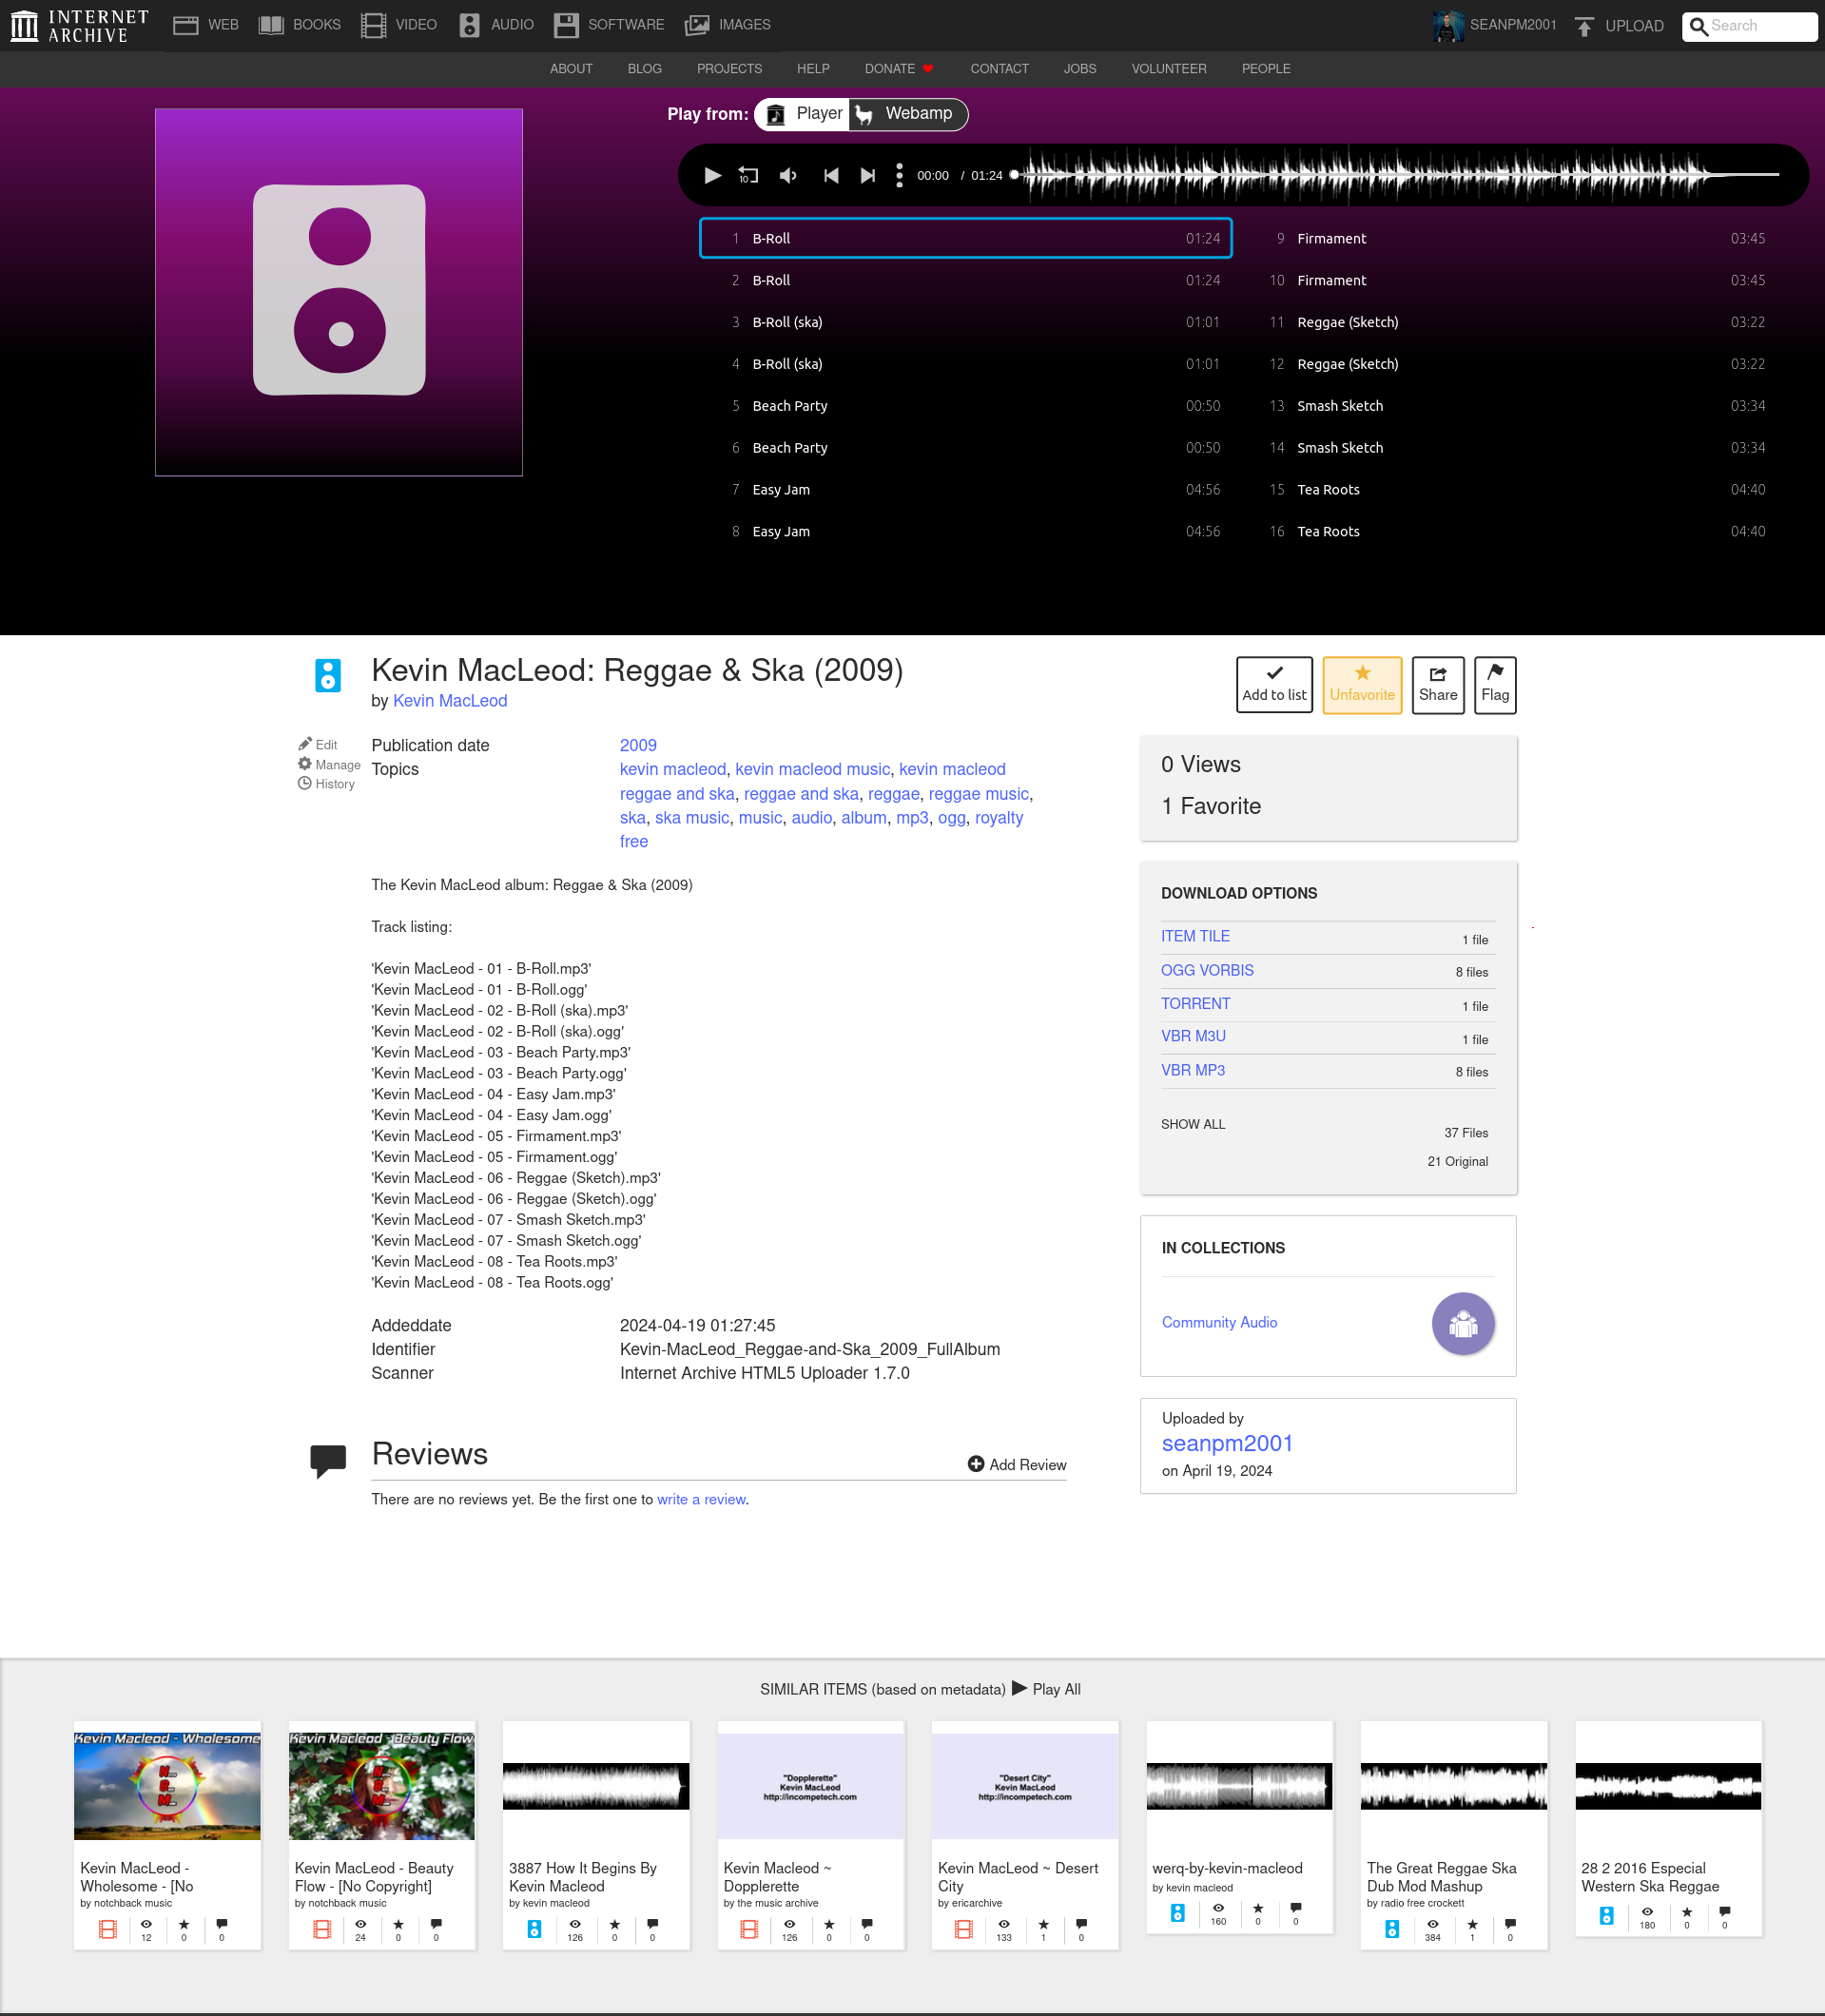 INTERNET ARCHIVE
WEB BOOKS VIDEO AUDIO SOFTWARE IMAGES SEANPM2001 UPLOAD Search
ABOUT BLOG PROJECTS HELP DONATE CONTACT JOBS VOLUNTEER PEOPLE
Play from: Player Webamp
10 00:00 / 01:24
1 B-Roll 01:24
2 B-Roll 01:24
3 B-Roll (ska) 01:01
4 B-Roll (ska) 01:01
5 Beach Party 00:50
6 Beach Party 00:50
7 Easy Jam 04:56
8 Easy Jam 04:56
9 Firmament 03:45
10 Firmament 03:45
11 Reggae (Sketch) 03:22
12 Reggae (Sketch) 03:22
13 Smash Sketch 03:34
14 Smash Sketch 03:34
15 Tea Roots 04:40
16 Tea Roots 04:40
Kevin MacLeod: Reggae & Ska (2009)
by Kevin MacLeod
Edit
Manage
History
Publication date 2009
Topics kevin macleod, kevin macleod music, kevin macleod
reggae and ska, reggae and ska, reggae, reggae music,
ska, ska music, music, audio, album, mp3, ogg, royalty
free
The Kevin MacLeod album: Reggae & Ska (2009)
Track listing:
'Kevin MacLeod - 01 - B-Roll.mp3'
'Kevin MacLeod - 01 - B-Roll.ogg'
'Kevin MacLeod - 02 - B-Roll (ska).mp3'
'Kevin MacLeod - 02 - B-Roll (ska).ogg'
'Kevin MacLeod - 03 - Beach Party.mp3'
'Kevin MacLeod - 03 - Beach Party.ogg'
'Kevin MacLeod - 04 - Easy Jam.mp3'
'Kevin MacLeod - 04 - Easy Jam.ogg'
'Kevin MacLeod - 05 - Firmament.mp3'
'Kevin MacLeod - 05 - Firmament.ogg'
'Kevin MacLeod - 06 - Reggae (Sketch).mp3'
'Kevin MacLeod - 06 - Reggae (Sketch).ogg'
'Kevin MacLeod - 07 - Smash Sketch.mp3'
'Kevin MacLeod - 07 - Smash Sketch.ogg'
'Kevin MacLeod - 08 - Tea Roots.mp3'
'Kevin MacLeod - 08 - Tea Roots.ogg'
Addeddate 2024-04-19 01:27:45
Identifier Kevin-MacLeod_Reggae-and-Ska_2009_FullAlbum
Scanner Internet Archive HTML5 Uploader 1.7.0
Reviews
Add Review
There are no reviews yet. Be the first one to write a review.
Add to list Unfavorite Share Flag
0 Views
1 Favorite
DOWNLOAD OPTIONS
ITEM TILE 1 file
OGG VORBIS 8 files
TORRENT 1 file
VBR M3U 1 file
VBR MP3 8 files
SHOW ALL 37 Files
21 Original
IN COLLECTIONS
Community Audio
Uploaded by
seanpm2001
on April 19, 2024
SIMILAR ITEMS (based on metadata) Play All
Kevin Macleod - Wholesome
Kevin MacLeod -
Wholesome - [No
by notchback music
12 0 0
Kevin Macleod - Beauty Flow
Kevin MacLeod - Beauty
Flow - [No Copyright]
by notchback music
24 0 0
3887 How It Begins By
Kevin Macleod
by kevin macleod
126 0 0
"Dopplerette"
Kevin MacLeod
http://incompetech.com
Kevin Macleod ~
Dopplerette
by the music archive
126 0 0
"Desert City"
Kevin MacLeod
http://incompetech.com
Kevin MacLeod ~ Desert
City
by ericarchive
133 1 0
werq-by-kevin-macleod
by kevin macleod
160 0 0
The Great Reggae Ska
Dub Mod Mashup
by radio free crockett
384 1 0
28 2 2016 Especial
Western Ska Reggae
180 0 0